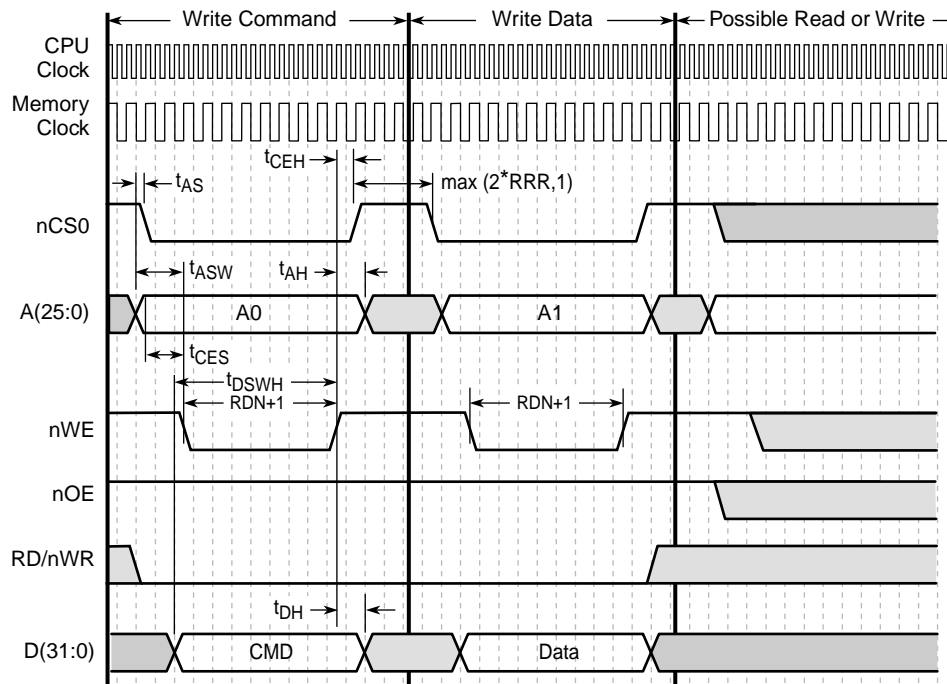 Write Command
Write Data
Possible Read or Write
CPU
Clock
Memory
Clock
tCEH
tAS
max (2*RRR,1)
nCS0
tASW
tAH
A(25:0)
A0
A1
tCES
tDSWH
RDN+1
RDN+1
nWE
nOE
RD/nWR
tDH
D(31:0)
CMD
Data